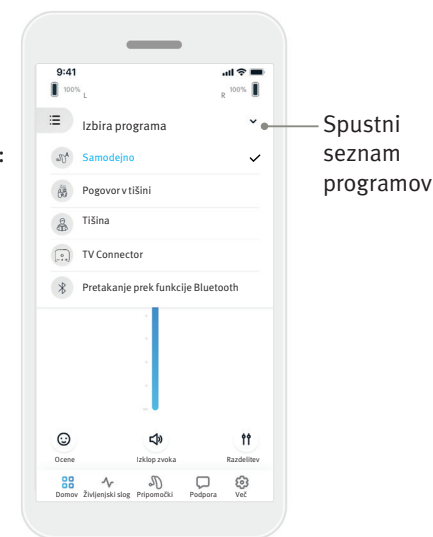 9:41
100% L
R 100%
Izbira programa
Samodejno
Pogovor v tišini
Tišina
TV Connector
Pretakanje prek funkcije Bluetooth
Ocene
Izklop zvoka
Razdelitev
Domov
Življenjski slog
Pripomočki
Podpora
Več
:
Spustni
seznam
programov